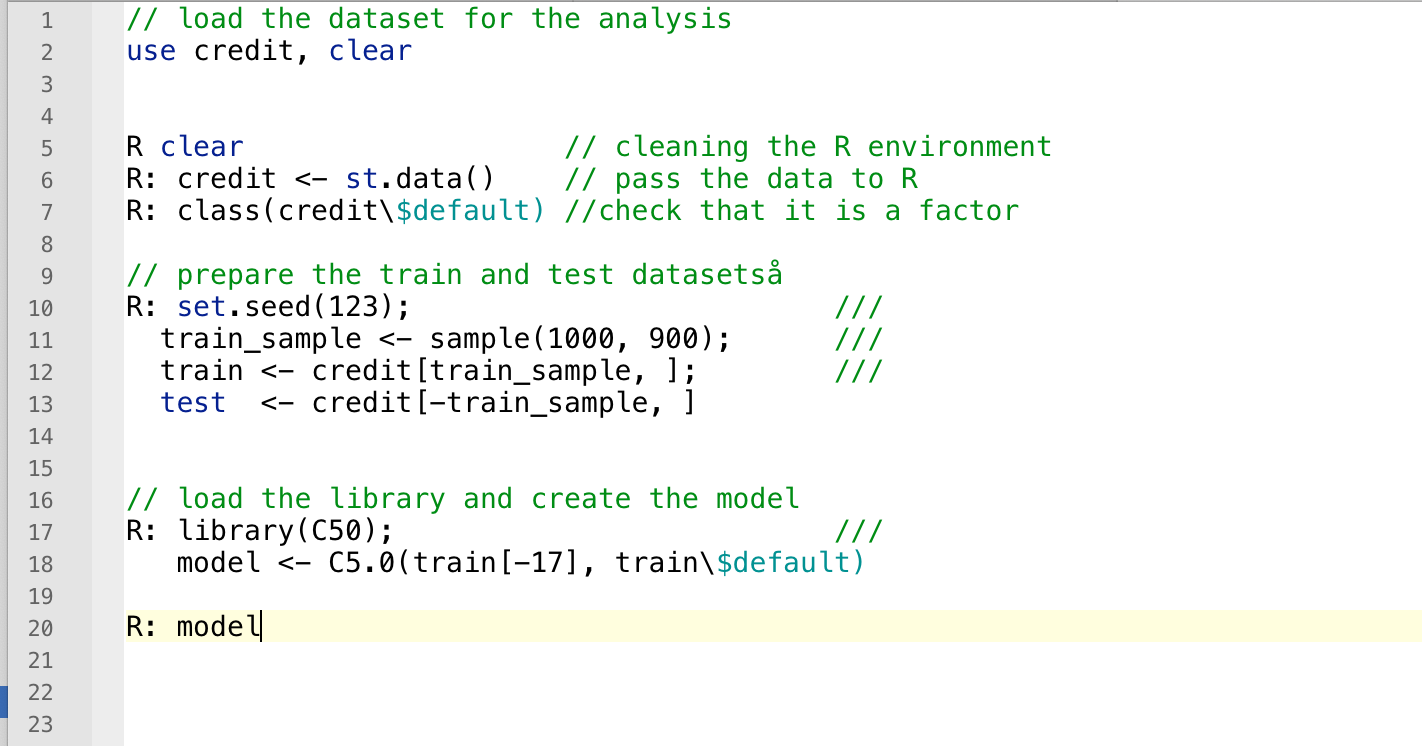 1 // load the dataset for the analysis
2 use credit, clear
3
4
5 R clear // cleaning the R environment
6 R: credit <- st.data() // pass the data to R
7 R: class(credit\$default) //check that it is a factor
8
9 // prepare the train and test datasetså
10 R: set.seed(123); ///
11 train_sample <- sample(1000, 900); ///
12 train <- credit[train_sample, ]; ///
13 test <- credit[-train_sample, ]
14
15
16 // load the library and create the model
17 R: library(C50); ///
18 model <- C5.0(train[-17], train\$default)
19
20 R: model
21
22
23